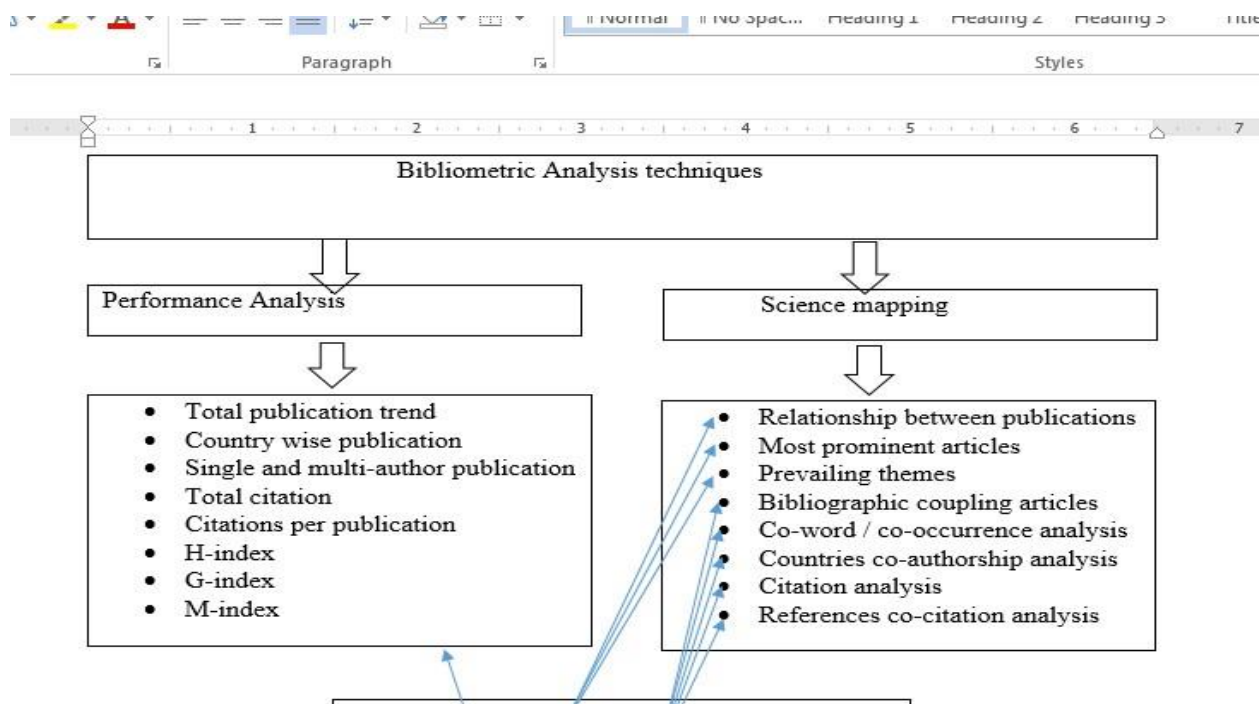 Normal No Spac... Heading 1 Heading 2 Heading 3
Paragraph Styles
1 2 3 4 5 6 7
Bibliometric Analysis techniques
Performance Analysis
Science mapping
• Total publication trend
• Country wise publication
• Single and multi-author publication
• Total citation
• Citations per publication
• H-index
• G-index
• M-index
• Relationship between publications
• Most prominent articles
• Prevailing themes
• Bibliographic coupling articles
• Co-word / co-occurrence analysis
• Countries co-authorship analysis
• Citation analysis
• References co-citation analysis